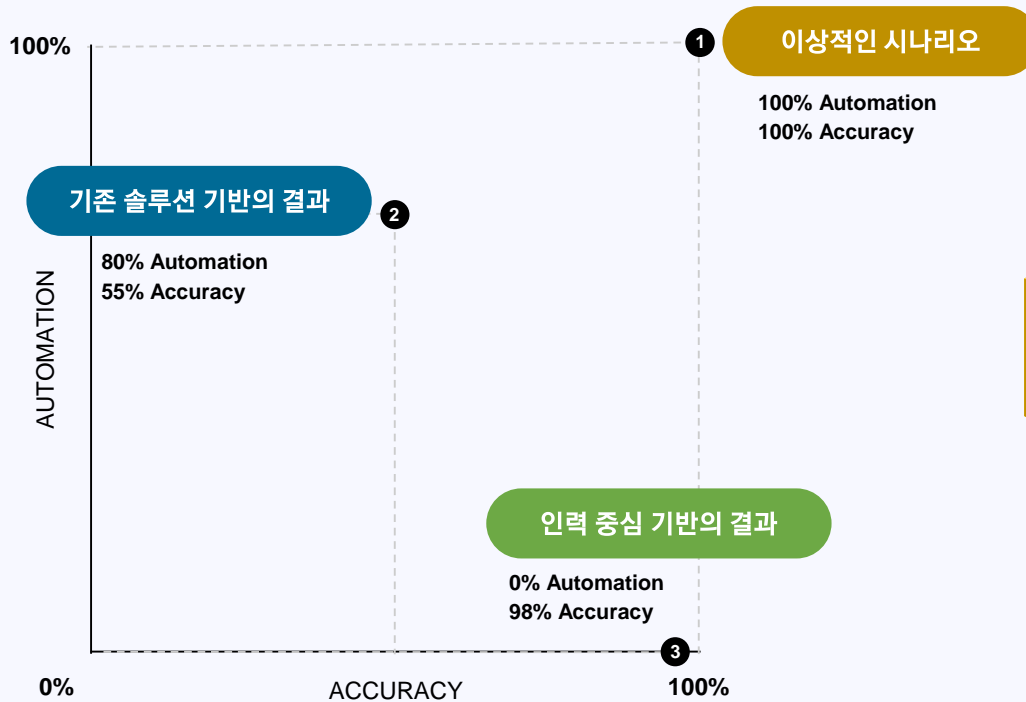 100%
1
이상적인 시나리오
100% Automation
100% Accuracy
기존 솔루션 기반의 결과
2
80% Automation
55% Accuracy
AUTOMATION
인력 중심 기반의 결과
0% Automation
98% Accuracy
3
0%
ACCURACY
100%